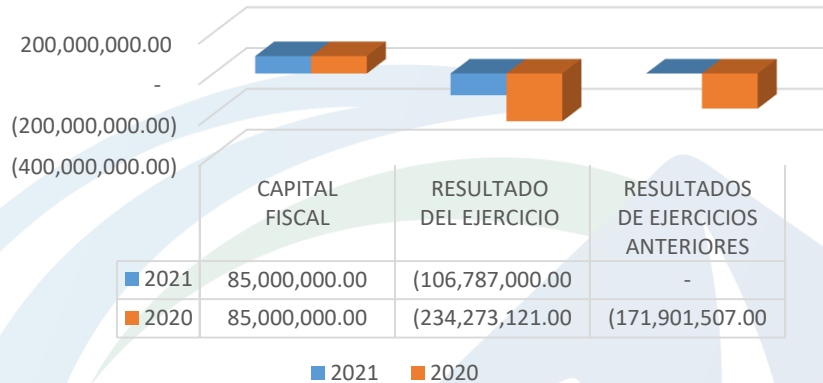 200,000,000.00
-
(200,000,000.00)
(400,000,000.00)
CAPITAL FISCAL
RESULTADO DEL EJERCICIO
RESULTADOS DE EJERCICIOS ANTERIORES
2021 85,000,000.00 (106,787,000.00 -
2020 85,000,000.00 (234,273,121.00 (171,901,507.00
2021 2020